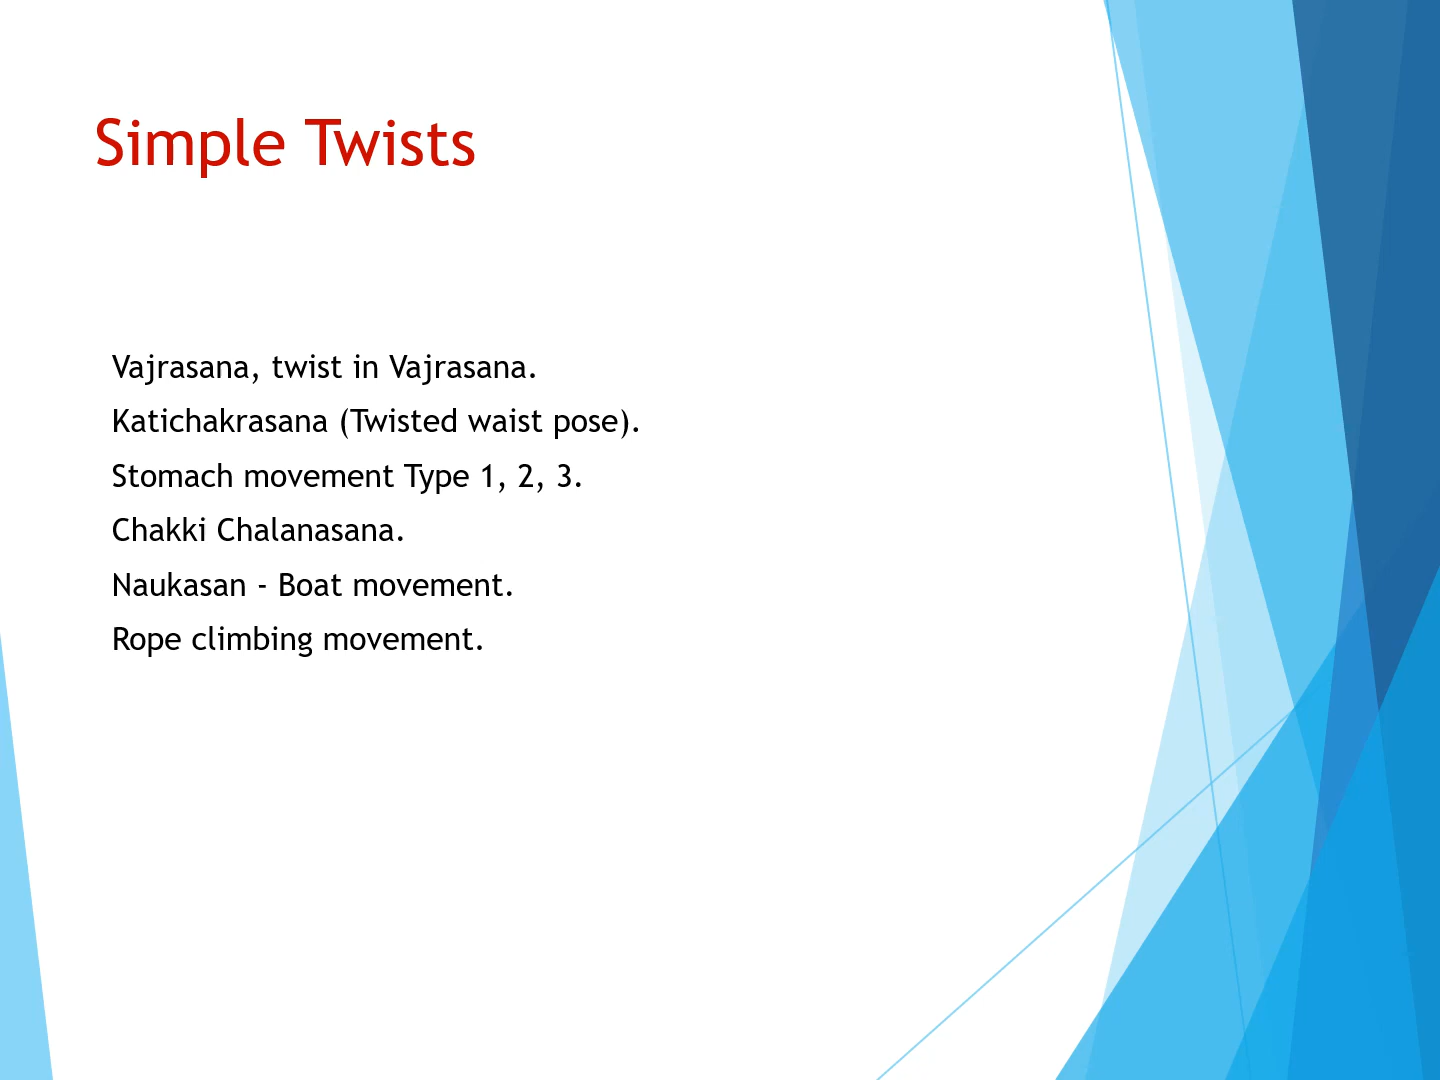 Simple Twists
Vajrasana, twist in Vajrasana.
Katichakrasana (Twisted waist pose).
Stomach movement Type 1, 2, 3.
Chakki Chalanasana.
Naukasan - Boat movement.
Rope climbing movement.